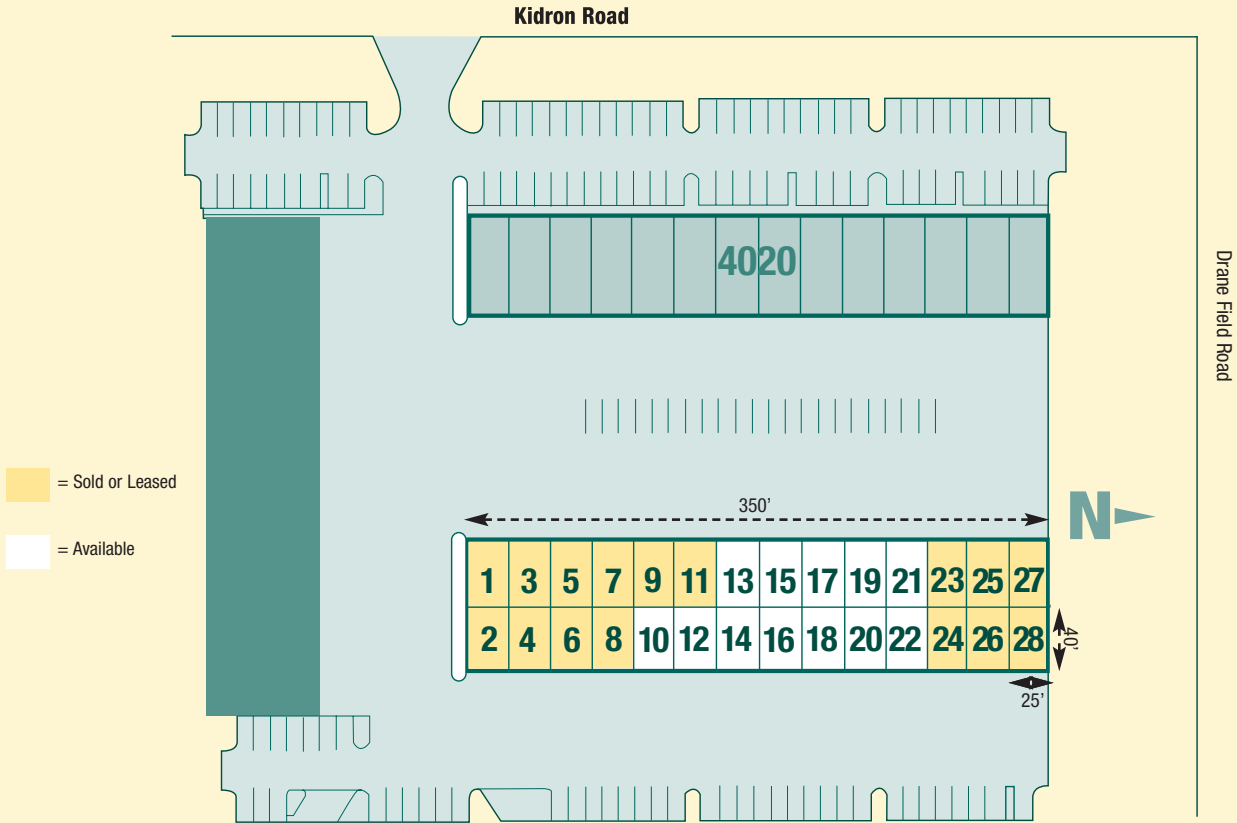 Kidron Road
4020
Drane Field Road
= Sold or Leased
= Available
350’
N
1 3 5 7 9 11 13 15 17 19 21 23 25 27
2 4 6 8 10 12 14 16 18 20 22 24 26 28
40’
25’